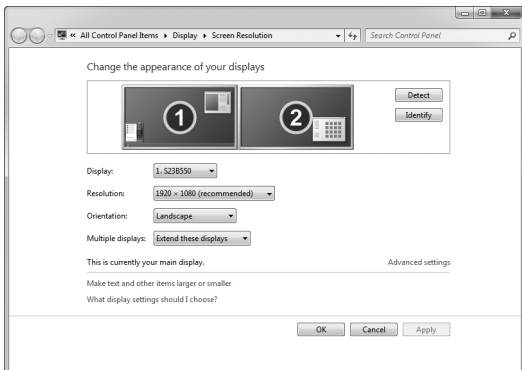 « All Control Panel Items ▸ Display ▸ Screen Resolution
Search Control Panel
Change the appearance of your displays
1
2
Detect
Identify
Display: 1. S23B550
Resolution: 1920 × 1080 (recommended)
Orientation: Landscape
Multiple displays: Extend these displays
This is currently your main display. Advanced settings
Make text and other items larger or smaller
What display settings should I choose?
OK Cancel Apply